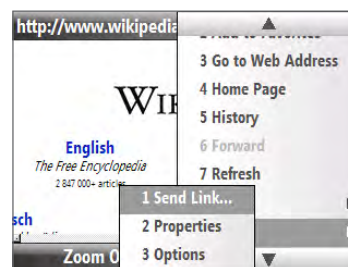 http://www.wikipedia
3 Go to Web Address
4 Home Page
5 History
6 Forward
7 Refresh
English
The Free Encyclopedia
2 847 000+ articles
1 Send Link...
2 Properties
3 Options
sch
Zoom O